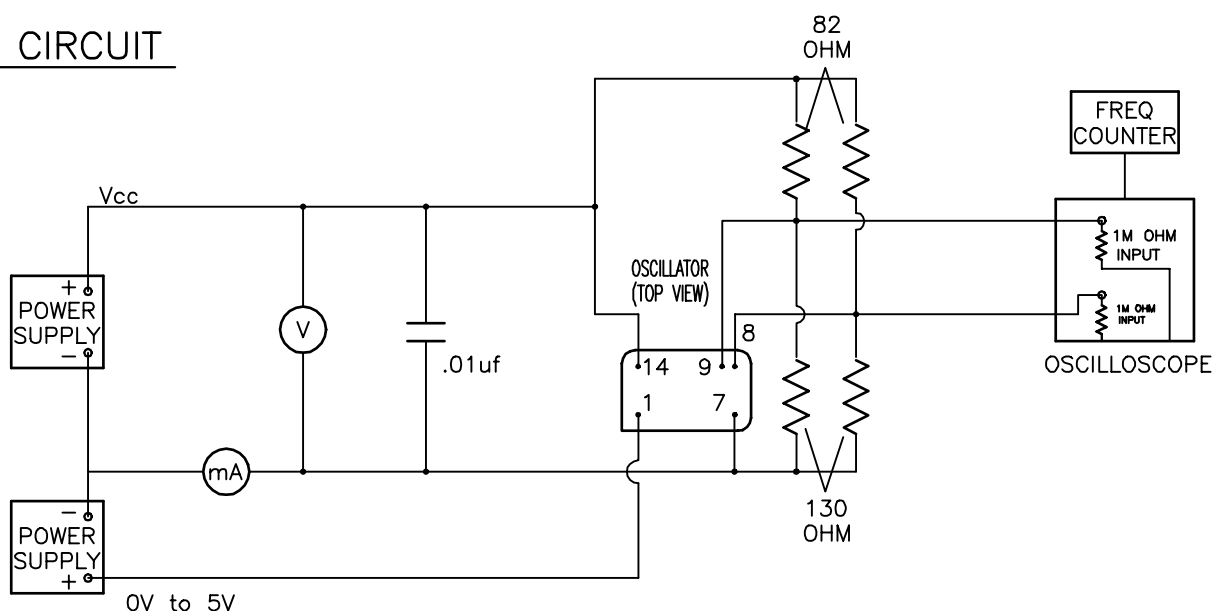 CIRCUIT
82
OHM
FREQ
COUNTER
Vcc
1M OHM
INPUT
OSCILLATOR
(TOP VIEW)
+
POWER
SUPPLY
−
V
.01uf
8
1M OHM
INPUT
14
9
OSCILLOSCOPE
1
7
mA
−
POWER
SUPPLY
+
130
OHM
0V to 5V